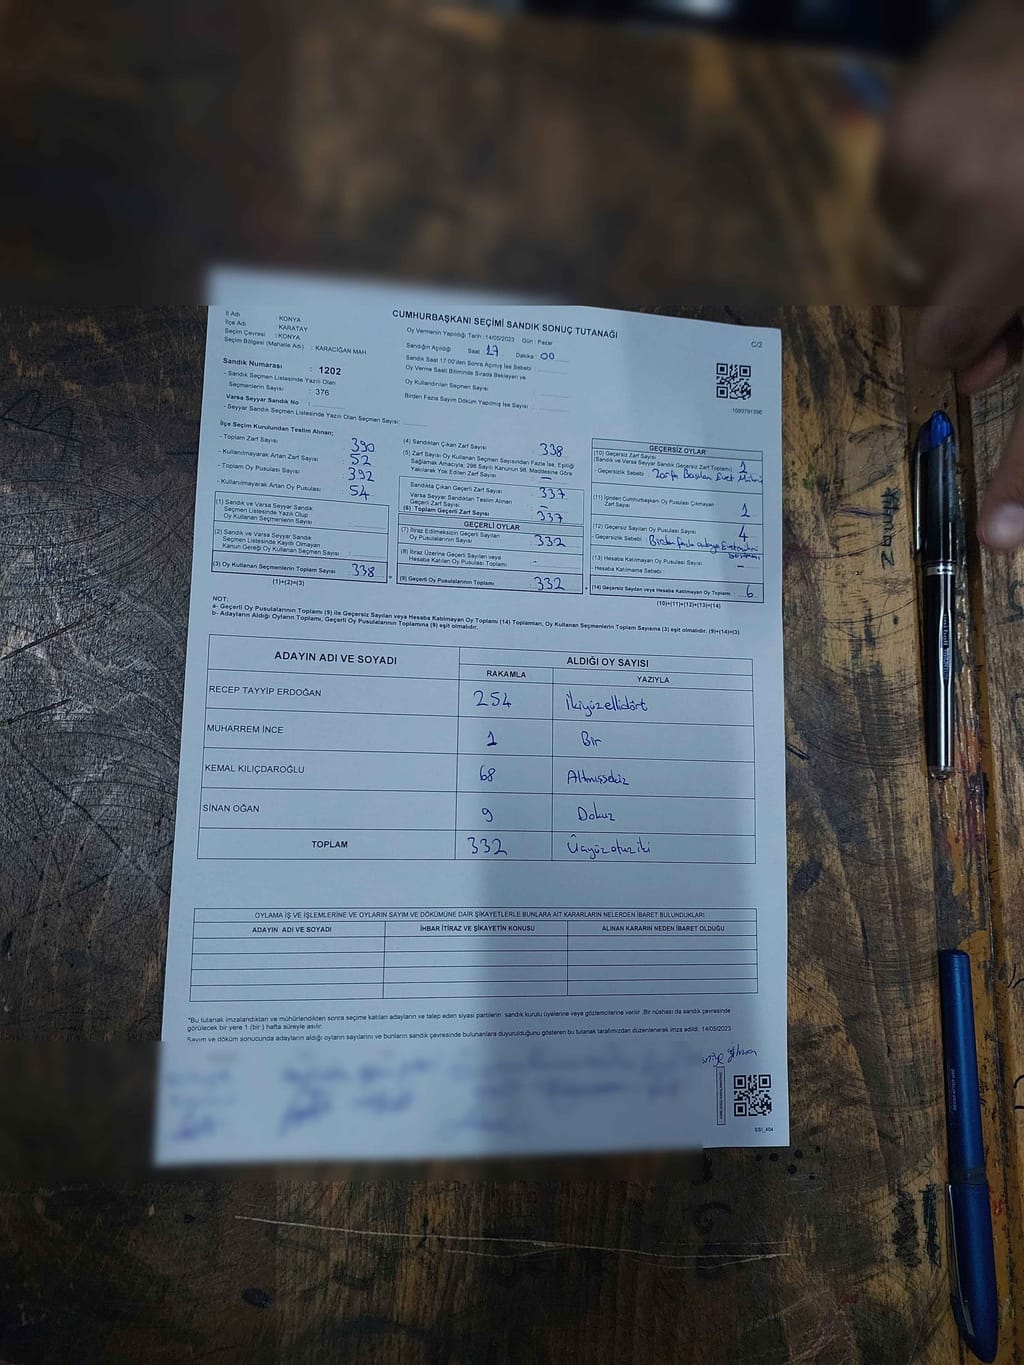 CUMHURBAŞKANI SEÇİMİ SANDIK SONUÇ TUTANAĞI
C/2
İl Adı : KONYA
İlçe Adı : KARATAY
Seçim Çevresi : KONYA
Seçim Bölgesi (Mahalle Adı) : KARACİĞAN MAH
Sandık Numarası : 1202
- Sandık Seçmen Listesinde Yazılı Olan
Seçmenlerin Sayısı : 376
Varsa Seyyar Sandık No :
- Seyyar Sandık Seçmen Listesinde Yazılı Olan Seçmen Sayısı:
Oy Vermenin Yapıldığı Tarih : 14/05/2023 Gün : Pazar
Sandığın Açıldığı Saat 17 Dakika 00
Sandık Saat 17:00'den Sonra Açılmış İse Sebebi :
Oy Verme Saati Bitiminde Sırada Bekleyen ve
Oy Kullandırılan Seçmen Sayısı :
Birden Fazla Sayım Döküm Yapılmış İse Sayısı :
1093791396
İlçe Seçim Kurulundan Teslim Alınan;
- Toplam Zarf Sayısı : 390
- Kullanılmayarak Artan Zarf Sayısı : 52
- Toplam Oy Pusulası Sayısı : 392
- Kullanılmayarak Artan Oy Pusulası : 54
(1) Sandık ve Varsa Seyyar Sandık
Seçmen Listesinde Yazılı Olup
Oy Kullanan Seçmenlerin Sayısı :
(2) Sandık ve Varsa Seyyar Sandık
Seçmen Listesinde Kayıtlı Olmayan
Kanun Gereği Oy Kullanan Seçmen Sayısı :
(3) Oy Kullanan Seçmenlerin Toplam Sayısı : 338
(1)+(2)=(3)
(4) Sandıktan Çıkan Zarf Sayısı : 338
(5) Zarf Sayısı Oy Kullanan Seçmen Sayısından Fazla İse, Eşitliği
Sağlamak Amacıyla, 298 Sayılı Kanunun 98. Maddesine Göre
Yakılarak Yok Edilen Zarf Sayısı : –
Sandıkta Çıkan Geçerli Zarf Sayısı : 337
Varsa Seyyar Sandıktan Teslim Alınan
Geçerli Zarf Sayısı : –
(6) Toplam Geçerli Zarf Sayısı : 337
GEÇERLİ OYLAR
(7) İtiraz Edilmeksizin Geçerli Sayılan
Oy Pusulalarının Sayısı : 332
(8) İtiraz Üzerine Geçerli Sayılan veya
Hesaba Katılan Oy Pusulaları Toplamı : -
(9) Geçerli Oy Pusulalarının Toplamı : 332
GEÇERSİZ OYLAR
(10) Geçersiz Zarf Sayısı
(Sandık ve Varsa Seyyar Sandık Geçersiz Zarf Toplamı) : 1
- Geçersizlik Sebebi : Zarfa Basılan Evet Mührü
(11) İçinden Cumhurbaşkanı Oy Pusulası Çıkmayan
Zarf Sayısı : 1
(12) Geçersiz Sayılan Oy Pusulası Sayısı : 4
- Geçersizlik Sebebi : Birden fazla adaya
(13) Hesaba Katılmayan Oy Pusulası Sayısı : –
- Hesaba Katılmama Sebebi :
(14) Geçersiz Sayılan veya Hesaba Katılmayan Oy Toplamı : 6
(10)+(11)+(12)+(13)=(14)
NOT:
a- Geçerli Oy Pusulalarının Toplamı (9) ile Geçersiz Sayılan veya Hesaba Katılmayan Oy Toplamı (14) Toplamları, Oy Kullanan Seçmenlerin Toplam Sayısına (3) eşit olmalıdır. (9)+(14)=(3)
b- Adayların Aldığı Oyların Toplamı, Geçerli Oy Pusulalarının Toplamına (9) eşit olmalıdır.
ADAYIN ADI VE SOYADI ALDIĞI OY SAYISI
RAKAMLA YAZIYLA
RECEP TAYYİP ERDOĞAN 254 İkiyüzellidört
MUHARREM İNCE 1 Bir
KEMAL KILIÇDAROĞLU 68 Altmışsekiz
SİNAN OĞAN 9 Dokuz
TOPLAM 332 Üçyüzotuziki
OYLAMA İŞ VE İŞLEMLERİNE VE OYLARIN SAYIM VE DÖKÜMÜNE DAİR ŞİKAYETLERLE BUNLARA AİT KARARLARIN NELERDEN İBARET BULUNDUKLARI
ADAYIN ADI VE SOYADI İHBAR İTİRAZ VE ŞİKAYETİN KONUSU ALINAN KARARIN NEDEN İBARET OLDUĞU
*Bu tutanak imzalandıktan ve mühürlendikten sonra seçime katılan adayların ve talep eden siyasi partilerin sandık kurulu üyelerine veya gözlemcilerine verilir. Bir nüshası da sandık çevresinde
görülecek bir yere 1 (bir ) hafta süreyle asılır.
Sayım ve döküm sonucunda adayların aldığı oyların sayılarını ve bunların sandık çevresinde bulunanlara duyurulduğunu gösteren bu tutanak tarafımızdan düzenlenerek imza edildi. 14/05/2023
SSİ_404